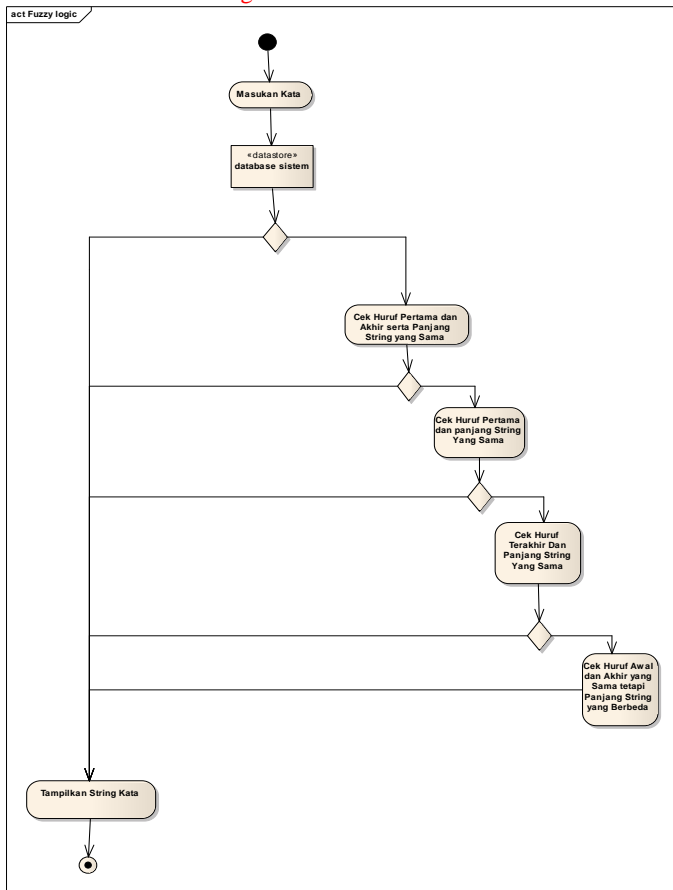 act Fuzzy logic
Masukan Kata
«datastore»
database sistem
Cek Huruf Pertama dan
Akhir serta Panjang
String yang Sama
Cek Huruf Pertama
dan panjang String
Yang Sama
Cek Huruf
Terakhir Dan
Panjang String
Yang Sama
Cek Huruf Awal
dan Akhir yang
Sama tetapi
Panjang String
yang Berbeda
Tampilkan String Kata